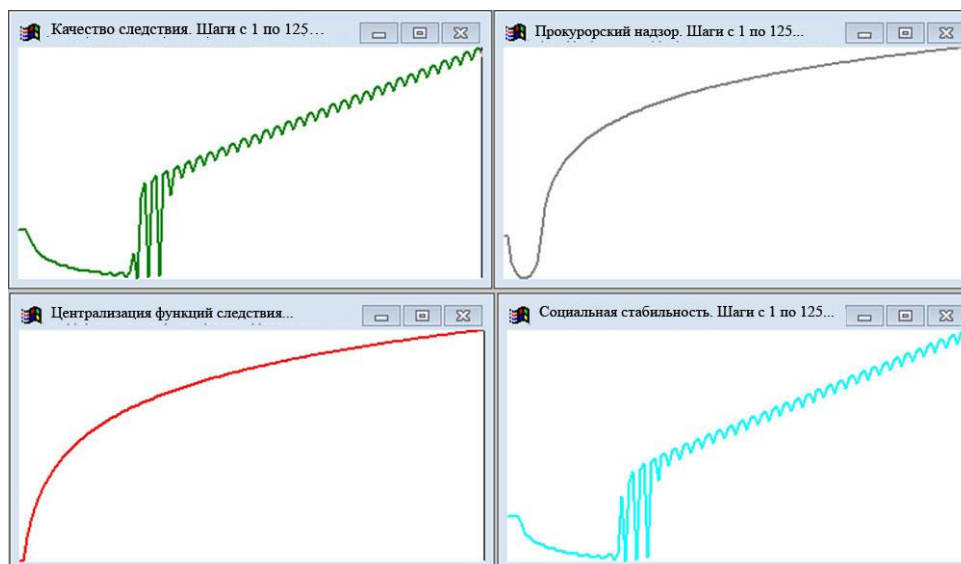 Качество следствия. Шаги с 1 по 125...
Прокурорский надзор. Шаги с 1 по 125...
Централизация функций следствия...
Социальная стабильность. Шаги с 1 по 125...